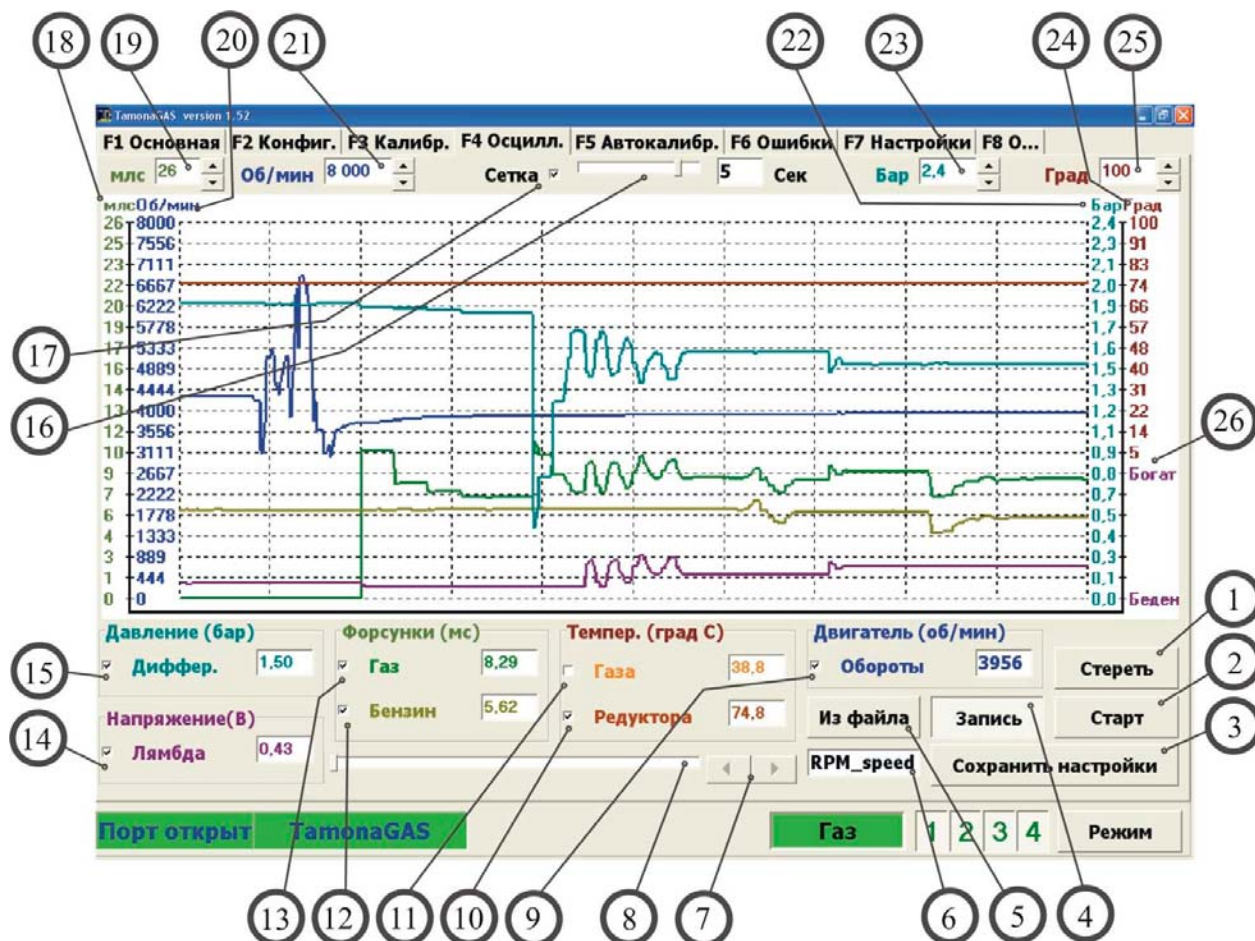 18 19 20 21 22 23 24 25
TamonaGAS version 1.52
F1 Основная F2 Конфиг. F3 Калибр. F4 Осцилл. F5 Автокалибр. F6 Ошибки F7 Настройки F8 О...
млс 26 Об/мин 8 000 Сетка 5 Сек Бар 2,4 Град 100
млс Об/мин Бар Град
26 8000 2,4 100
25 7556 2,3 91
23 7111 2,1 83
22 6667 2,0 74
20 6222 1,9 66
19 5778 1,7 57
17 5333 1,6 48
16 4889 1,5 40
14 4444 1,3 31
13 4000 1,2 22
12 3556 1,1 14
10 3111 0,9 5
9 2667 0,8 Богат
7 2222 0,7
6 1778 0,5
4 1333 0,4
3 889 0,3
1 444 0,1
0 0 0,0 Беден
17
16
26
Давление (бар) Форсунки (мс) Темпер. (град С) Двигатель (об/мин)
Диффер. 1,50 Газ 8,29 Газа 38,8 Обороты 3956 Стереть
Напряжение(В) Бензин 5,62 Редуктора 74,8 Из файла Запись Старт
Лямбда 0,43
RPM_speed Сохранить настройки
Порт открыт TamonaGAS Газ 1 2 3 4 Режим
15
14
1
2
3
13 12 11 10 9 8 7 6 5 4